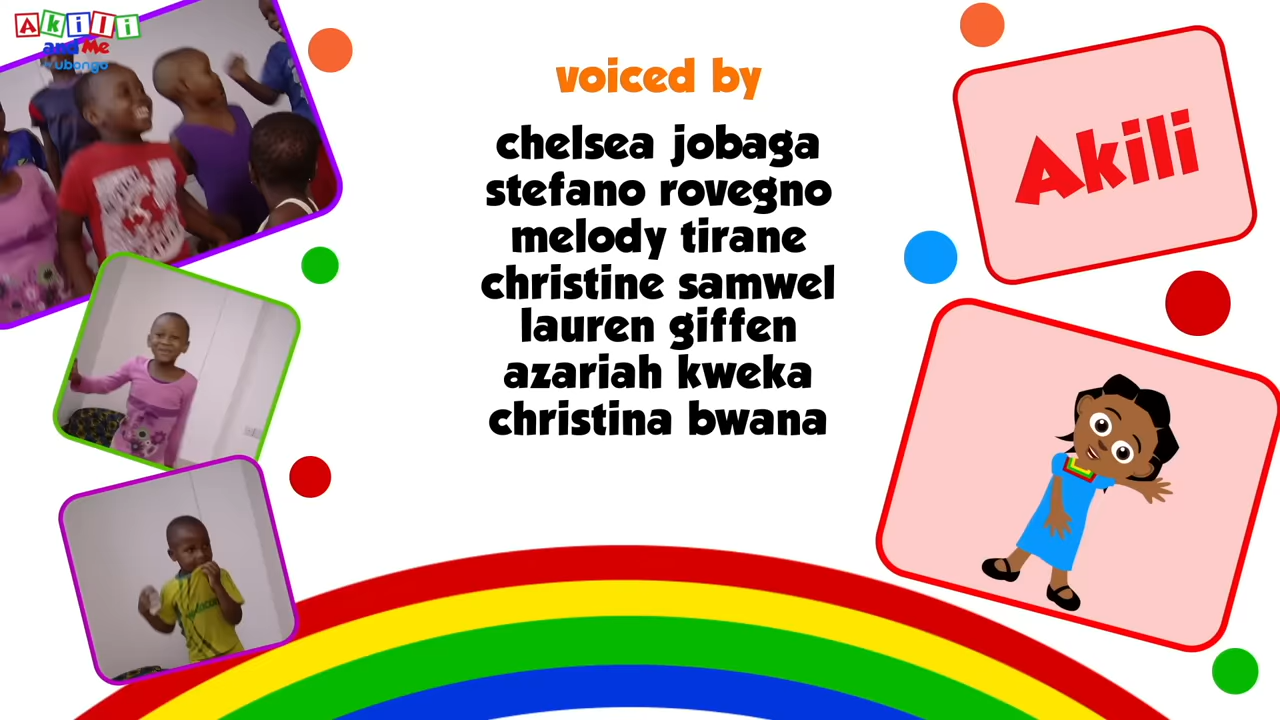 Akili
and Me
ubongo
voiced by
chelsea jobaga
stefano rovegno
melody tirane
christine samwel
lauren giffen
azariah kweka
christina bwana
Akili